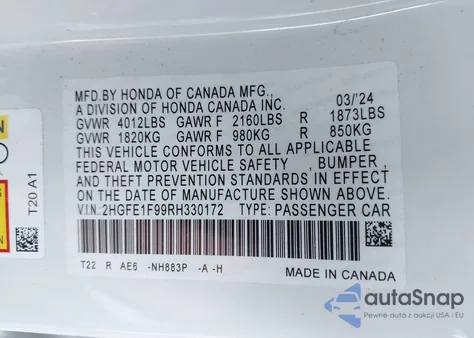 MFD.BY HONDA OF CANADA MFG.,
A DIVISION OF HONDA CANADA INC. 03/'24
GVWR 4012LBS GAWR F 2160LBS R 1873LBS
GVWR 1820KG GAWR F 980KG R 850KG
THIS VEHICLE CONFORMS TO ALL APPLICABLE
FEDERAL MOTOR VEHICLE SAFETY , BUMPER ,
AND THEFT PREVENTION STANDARDS IN EFFECT
ON THE DATE OF MANUFACTURE SHOWN ABOVE.
V.I.N.: 2HGFE1F99RH330172 TYPE: PASSENGER CAR
T22 R AE6 -NH883P -A -H
MADE IN CANADA
T20 A1
autoSnap
Pewne auta z aukcji USA i EU